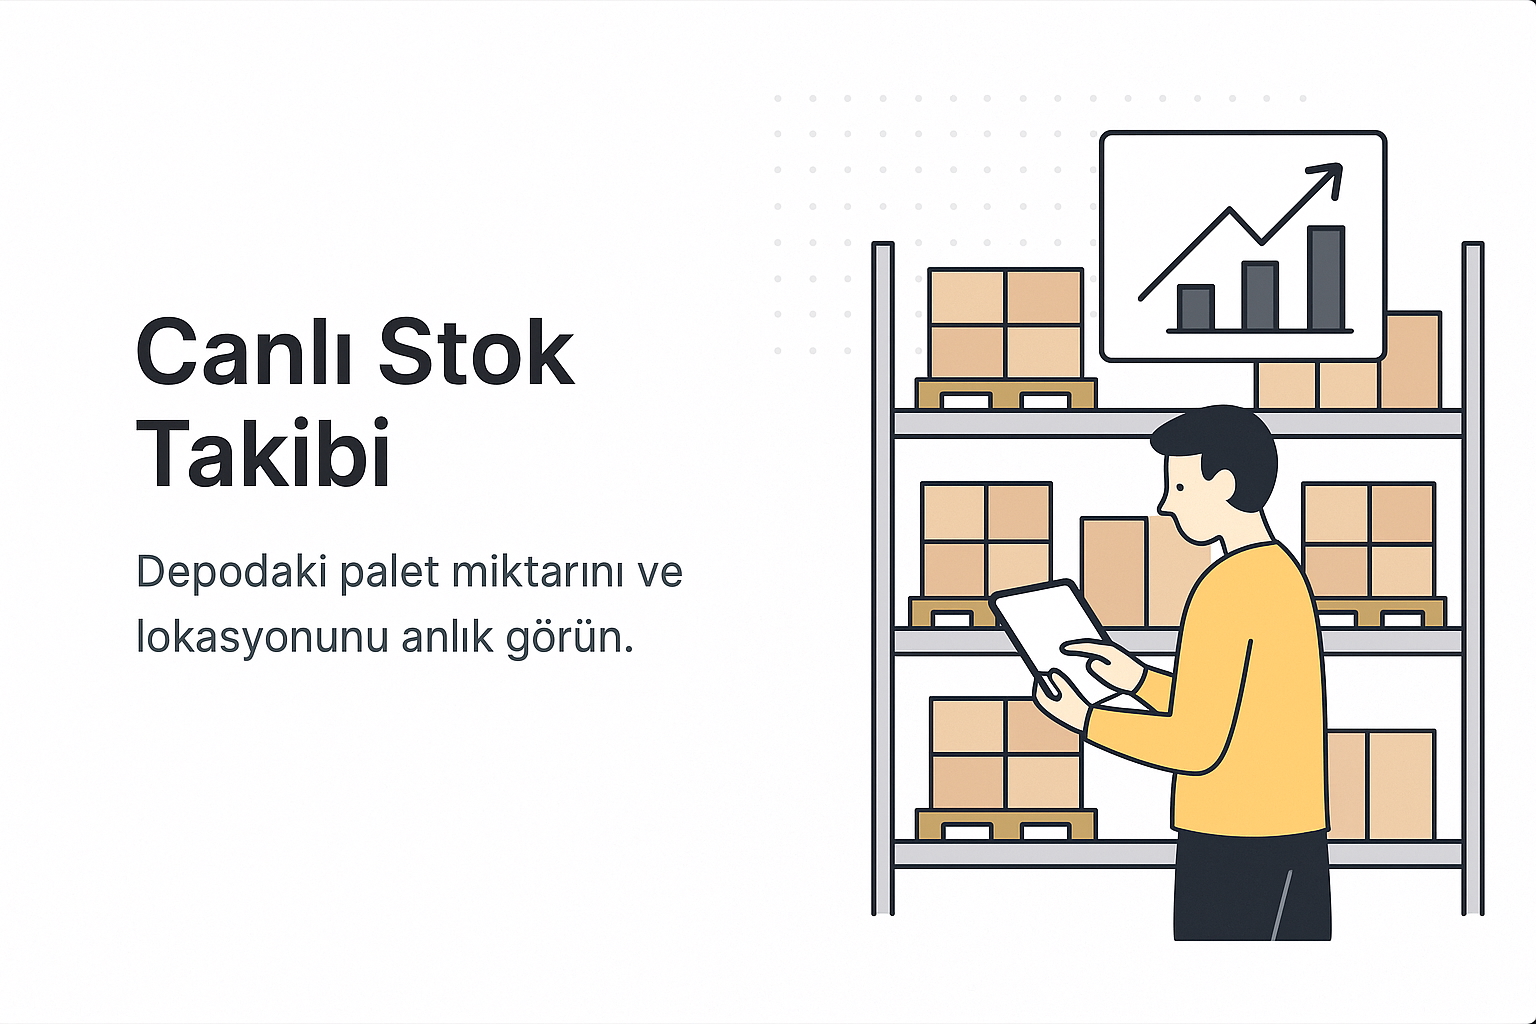 Canlı Stok
Takibi
Depodaki palet miktarını ve
lokasyonunu anlık görün.